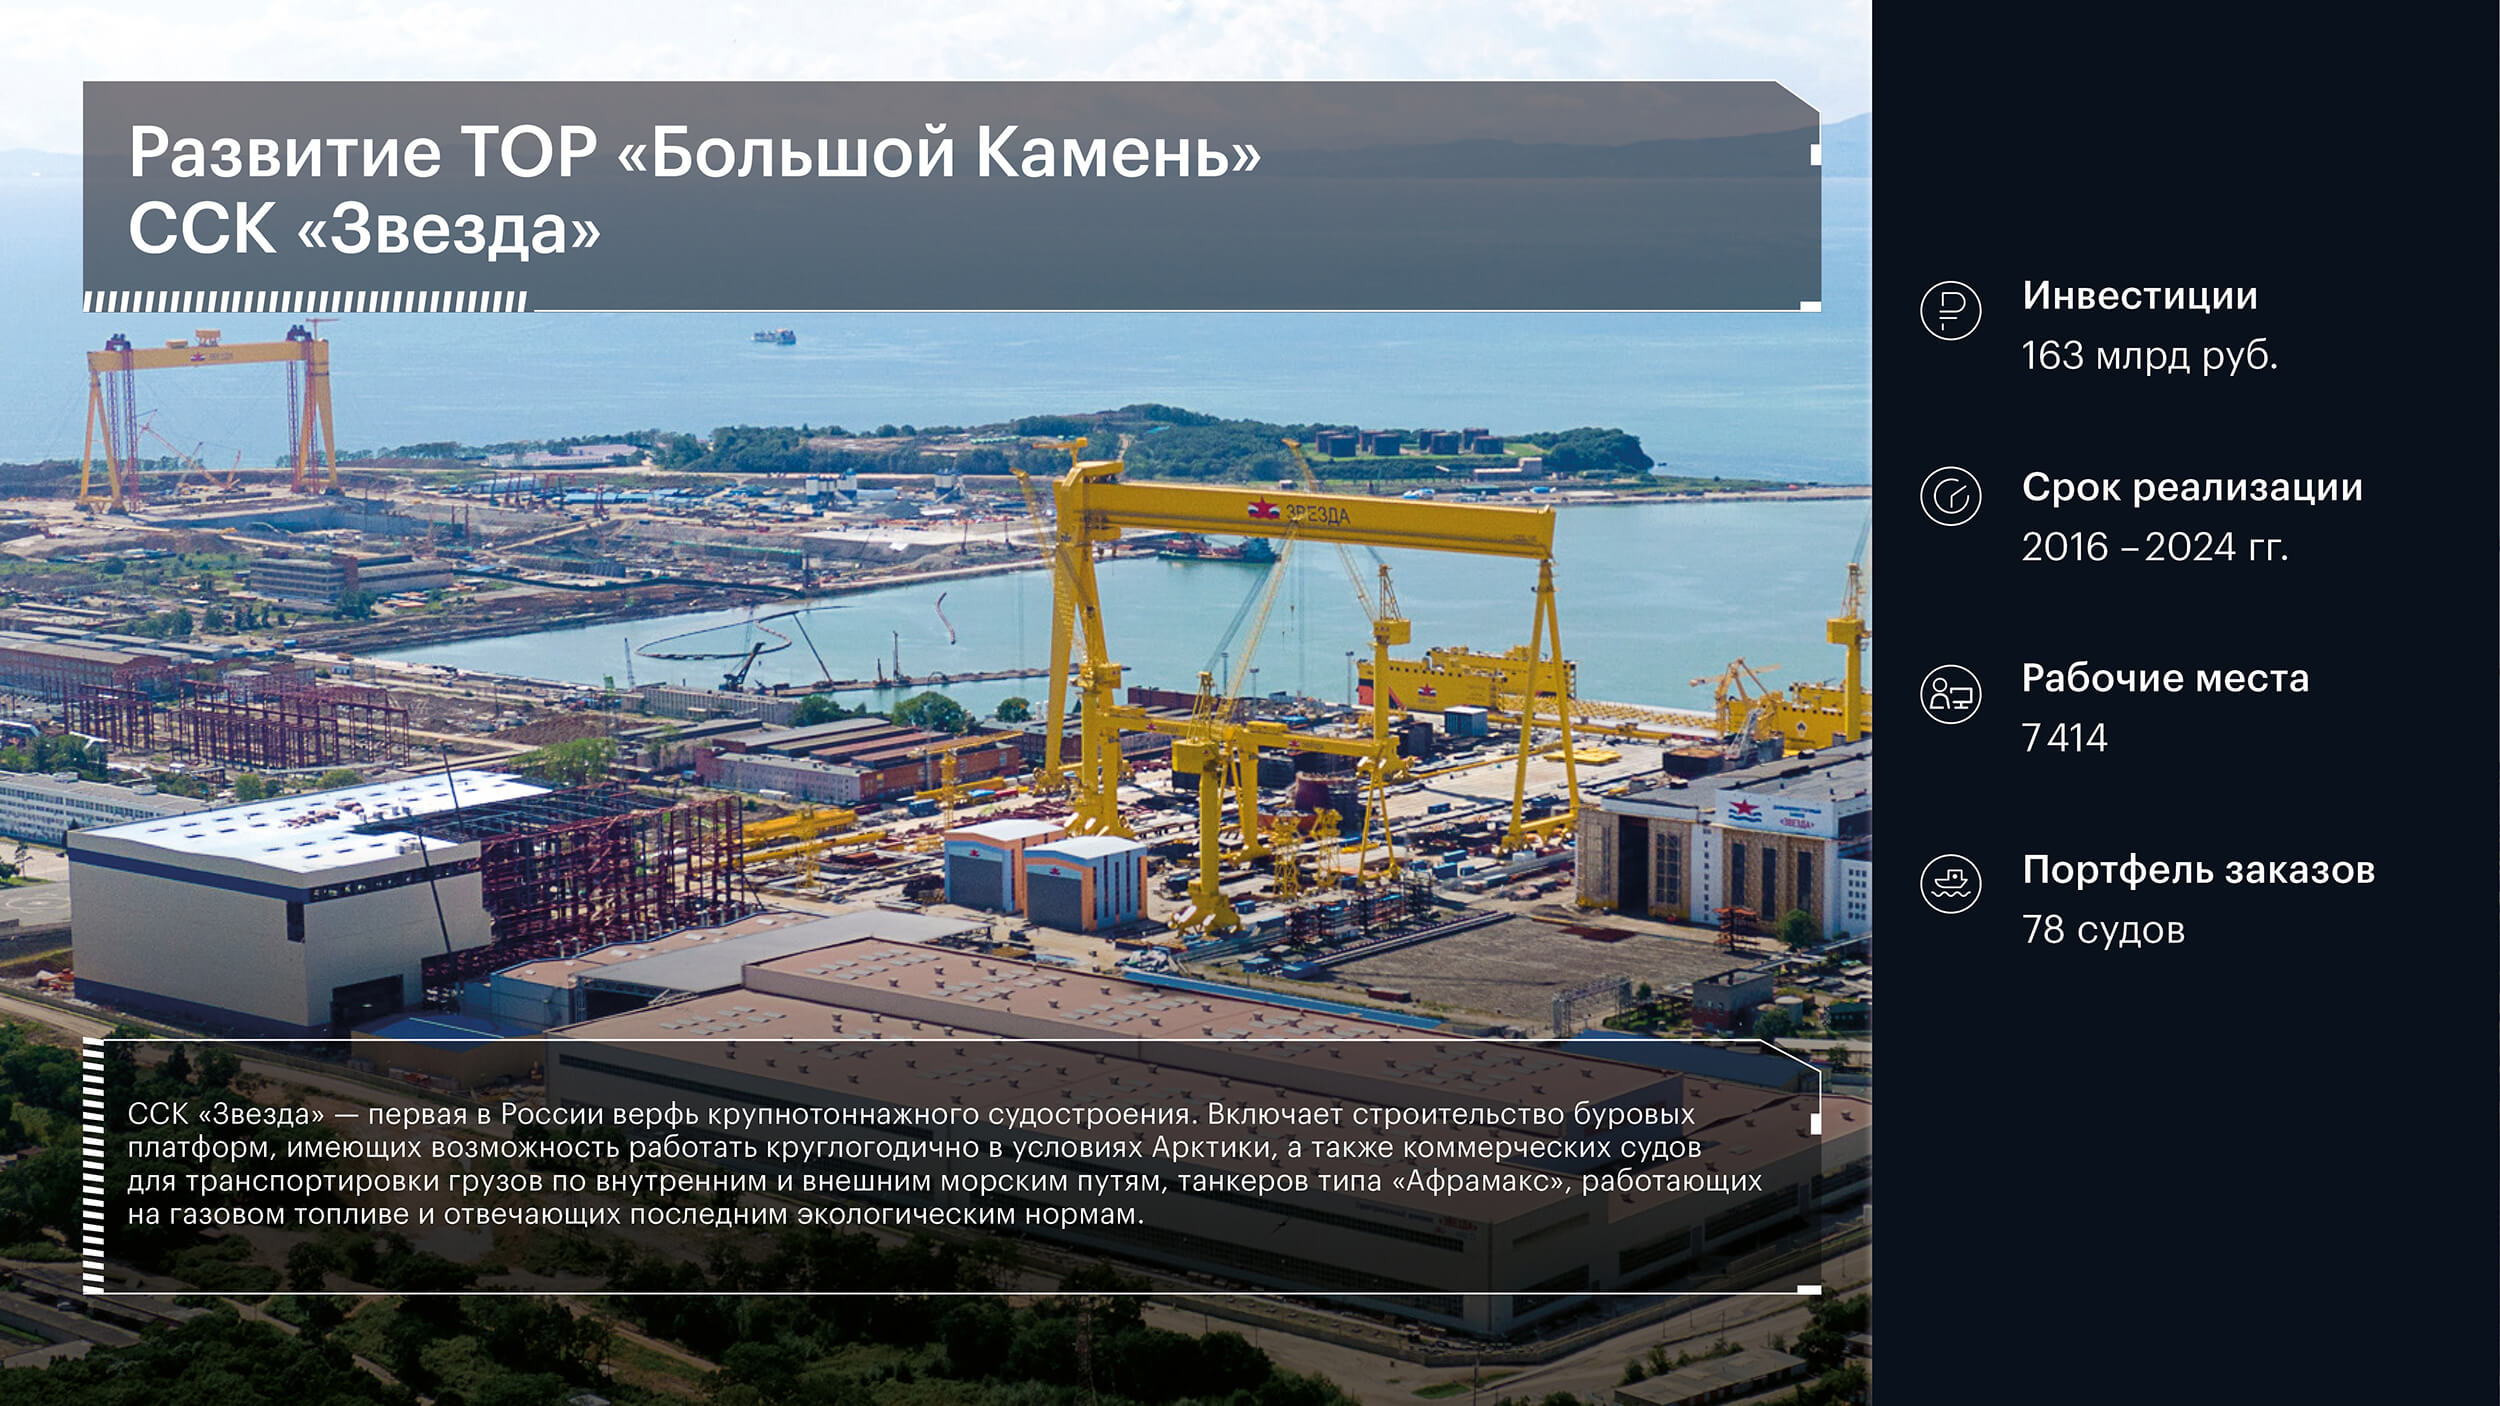 Развитие ТОР «Большой Камень»
ССК «Звезда»
Инвестиции
163 млрд руб.
Срок реализации
2016 – 2024 гг.
Рабочие места
7 414
Портфель заказов
78 судов
ЗВЕЗДА
«ЗВЕЗДА»
ССК «Звезда» — первая в России верфь крупнотоннажного судостроения. Включает строительство буровых
платформ, имеющих возможность работать круглогодично в условиях Арктики, а также коммерческих судов
для транспортировки грузов по внутренним и внешним морским путям, танкеров типа «Афрамакс», работающих
на газовом топливе и отвечающих последним экологическим нормам.